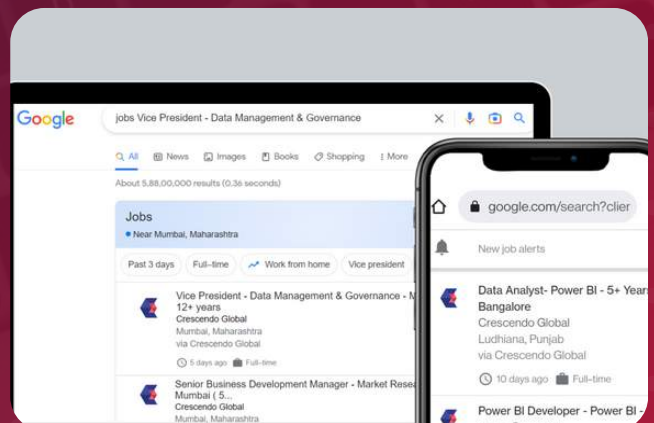 Google
jobs Vice President - Data Management & Governance
All News Images Books Shopping More
About 5,88,00,000 results (0.36 seconds)
Jobs
Near Mumbai, Maharashtra
Past 3 days Full-time Work from home Vice president
Vice President - Data Management & Governance -
12+ years
Crescendo Global
Mumbai, Maharashtra
via Crescendo Global
5 days ago Full-time
Senior Business Development Manager - Market
Mumbai ( 5...
Crescendo Global
Mumbai, Maharashtra
google.com/search?clier
New job alerts
Data Analyst- Power BI - 5+
Bangalore
Crescendo Global
Ludhiana, Punjab
via Crescendo Global
10 days ago Full-time
Power BI Developer - Power BI -